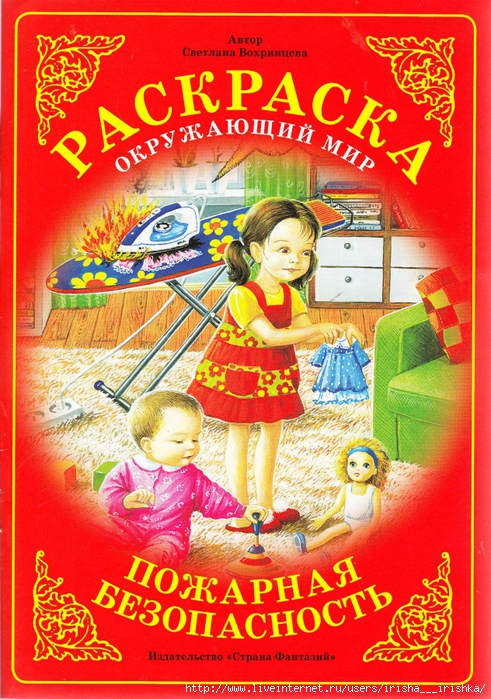 Автор
Светлана Вохринцева
РАСКРАСКА
ОКРУЖАЮЩИЙ МИР
ПОЖАРНАЯ
БЕЗОПАСНОСТЬ
Издательство «Страна Фантазий»
http://www.liveinternet.ru/users/irisha___irishka/